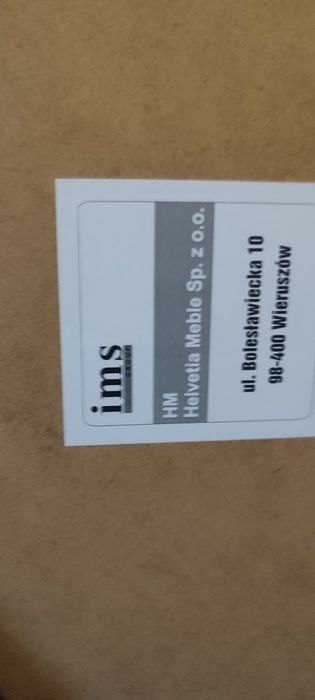 ims
GROUP
HM
Helvetia Meble Sp. z o.o.
ul. Bolesławiecka 10
98-400 Wieruszów